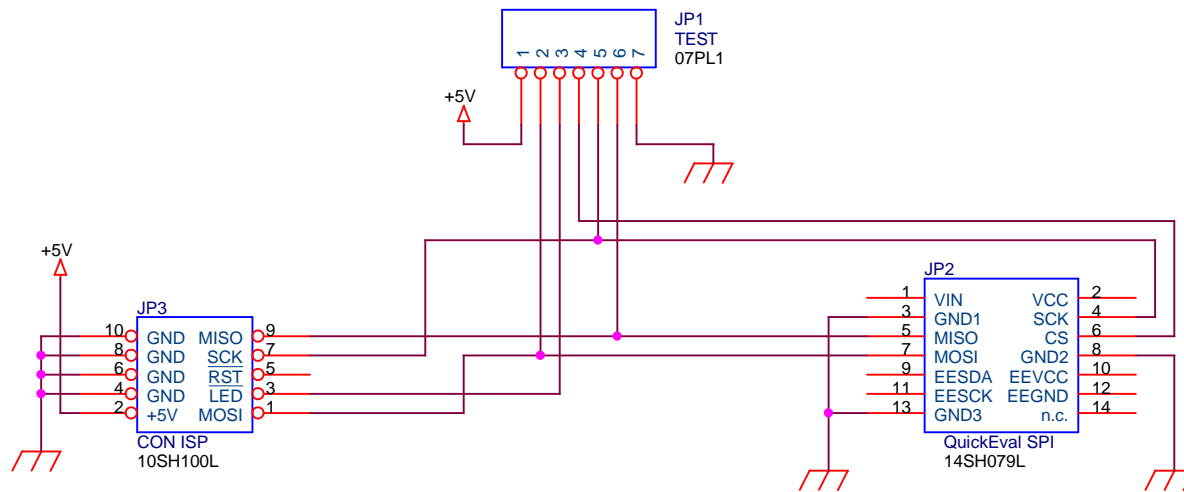 JP1
TEST
07PL1
1 2 3 4 5 6 7
+5V
+5V
JP3
10 GND MISO 9
8 GND SCK 7
6 GND RST 5
4 GND LED 3
2 +5V MOSI 1
CON ISP
10SH100L
JP2
1 VIN VCC 2
3 GND1 SCK 4
5 MISO CS 6
7 MOSI GND2 8
9 EESDA EEVCC 10
11 EESCK EEGND 12
13 GND3 n.c. 14
QuickEval SPI
14SH079L